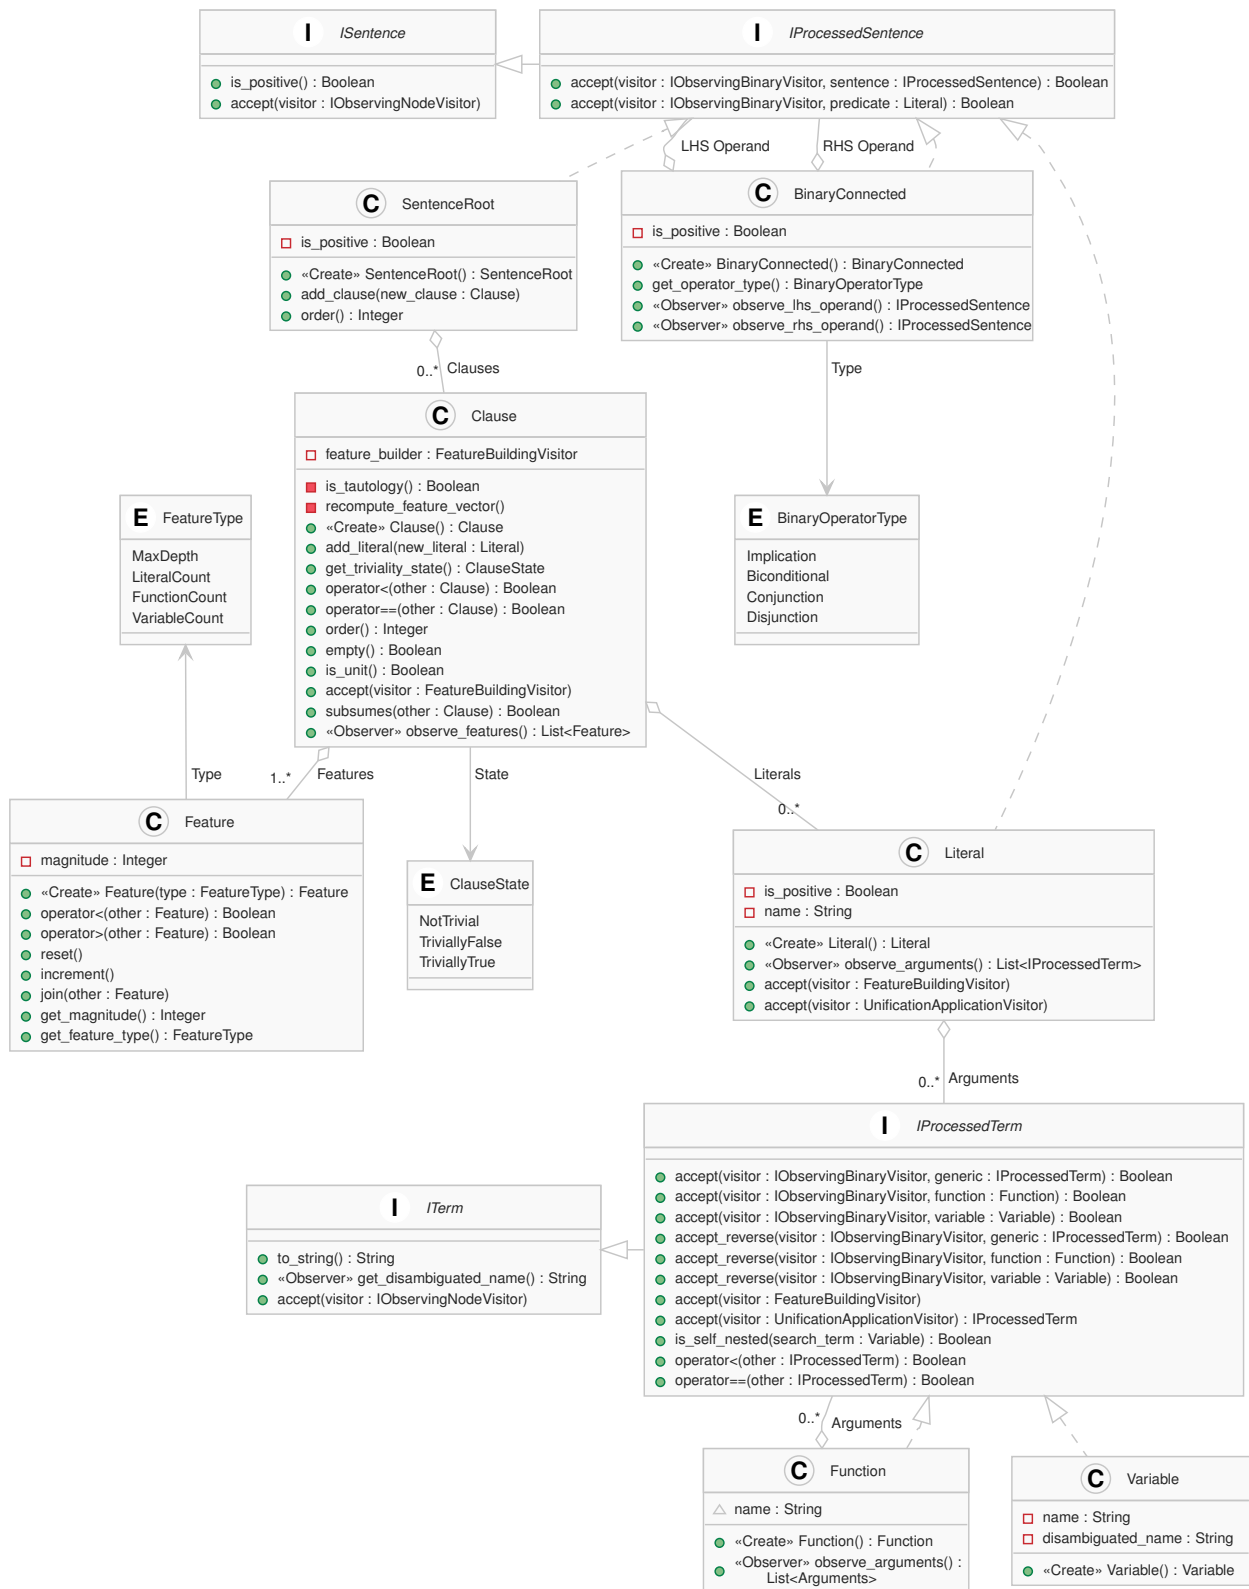 I ISentence
is_positive() : Boolean
accept(visitor : IObservingNodeVisitor)
I IProcessedSentence
accept(visitor : IObservingBinaryVisitor, sentence : IProcessedSentence) : Boolean
accept(visitor : IObservingBinaryVisitor, predicate : Literal) : Boolean
LHS Operand
RHS Operand
C SentenceRoot
is_positive : Boolean
«Create» SentenceRoot() : SentenceRoot
add_clause(new_clause : Clause)
order() : Integer
C BinaryConnected
is_positive : Boolean
«Create» BinaryConnected() : BinaryConnected
get_operator_type() : BinaryOperatorType
«Observer» observe_lhs_operand() : IProcessedSentence
«Observer» observe_rhs_operand() : IProcessedSentence
0..* Clauses
Type
C Clause
feature_builder : FeatureBuildingVisitor
is_tautology() : Boolean
recompute_feature_vector()
«Create» Clause() : Clause
add_literal(new_literal : Literal)
get_triviality_state() : ClauseState
operator<(other : Clause) : Boolean
operator==(other : Clause) : Boolean
order() : Integer
empty() : Boolean
is_unit() : Boolean
accept(visitor : FeatureBuildingVisitor)
subsumes(other : Clause) : Boolean
«Observer» observe_features() : List<Feature>
E FeatureType
MaxDepth
LiteralCount
FunctionCount
VariableCount
E BinaryOperatorType
Implication
Biconditional
Conjunction
Disjunction
Type
1..* Features
State
Literals
0..*
C Feature
magnitude : Integer
«Create» Feature(type : FeatureType) : Feature
operator<(other : Feature) : Boolean
operator>(other : Feature) : Boolean
reset()
increment()
join(other : Feature)
get_magnitude() : Integer
get_feature_type() : FeatureType
E ClauseState
NotTrivial
TriviallyFalse
TriviallyTrue
C Literal
is_positive : Boolean
name : String
«Create» Literal() : Literal
«Observer» observe_arguments() : List<IProcessedTerm>
accept(visitor : FeatureBuildingVisitor)
accept(visitor : UnificationApplicationVisitor)
0..* Arguments
I IProcessedTerm
accept(visitor : IObservingBinaryVisitor, generic : IProcessedTerm) : Boolean
accept(visitor : IObservingBinaryVisitor, function : Function) : Boolean
accept(visitor : IObservingBinaryVisitor, variable : Variable) : Boolean
accept_reverse(visitor : IObservingBinaryVisitor, generic : IProcessedTerm) : Boolean
accept_reverse(visitor : IObservingBinaryVisitor, function : Function) : Boolean
accept_reverse(visitor : IObservingBinaryVisitor, variable : Variable) : Boolean
accept(visitor : FeatureBuildingVisitor)
accept(visitor : UnificationApplicationVisitor) : IProcessedTerm
is_self_nested(search_term : Variable) : Boolean
operator<(other : IProcessedTerm) : Boolean
operator==(other : IProcessedTerm) : Boolean
I ITerm
to_string() : String
«Observer» get_disambiguated_name() : String
accept(visitor : IObservingNodeVisitor)
0..* Arguments
C Function
name : String
«Create» Function() : Function
«Observer» observe_arguments() :
List<Arguments>
C Variable
name : String
disambiguated_name : String
«Create» Variable() : Variable